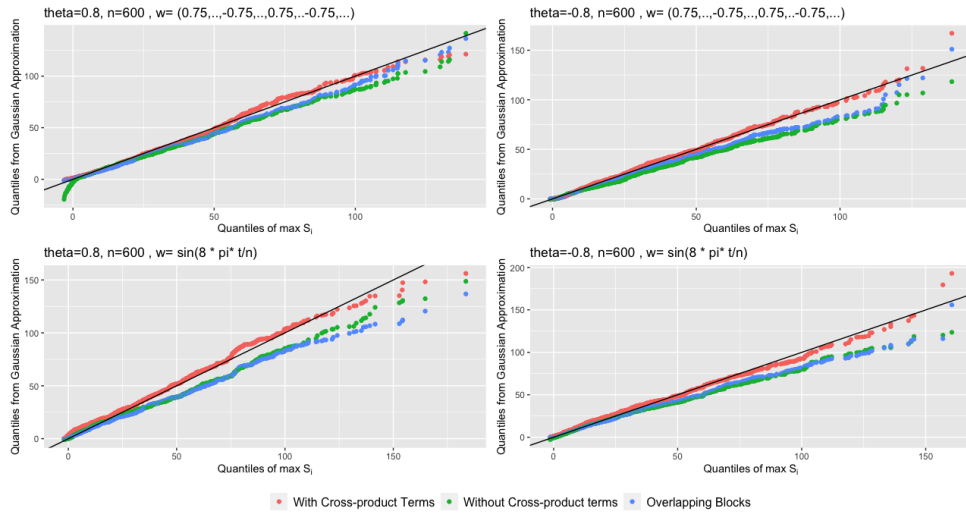 theta=0.8, n=600 , w= (0.75,..,-0.75,..,0.75,..-0.75,...)
Quantiles from Gaussian Approximation
100
50
0
0
50
100
Quantiles of max Si
theta=-0.8, n=600 , w= (0.75,..,-0.75,..,0.75,..-0.75,...)
Quantiles from Gaussian Approximation
150
100
50
0
0
50
100
Quantiles of max Si
theta=0.8, n=600 , w= sin(8 * pi* t/n)
Quantiles from Gaussian Approximation
150
100
50
0
0
50
100
150
Quantiles of max Si
theta=-0.8, n=600 , w= sin(8 * pi* t/n)
Quantiles from Gaussian Approximation
200
150
100
50
0
0
50
100
150
Quantiles of max Si
With Cross-product Terms Without Cross-product terms Overlapping Blocks